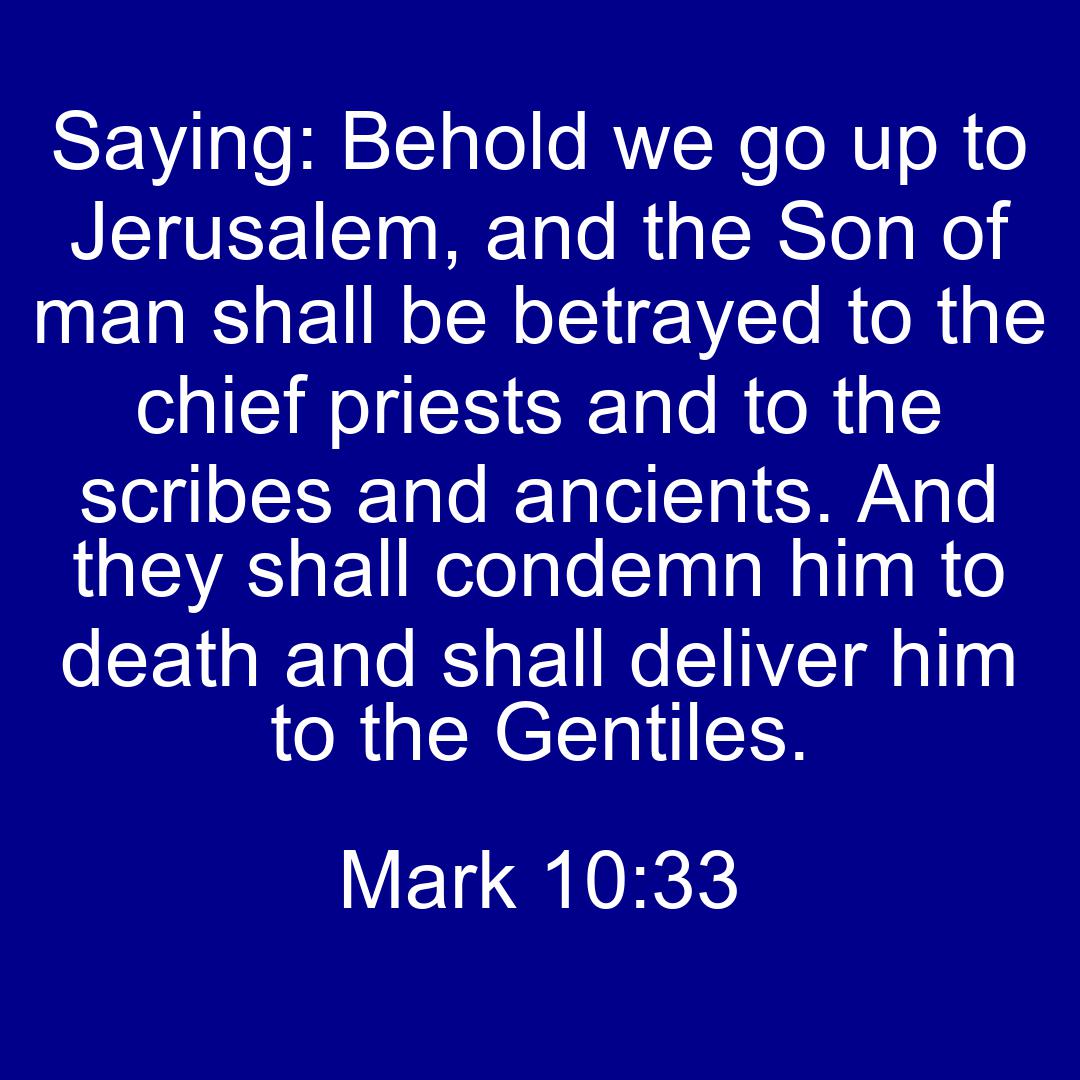 Saying: Behold we go up to
Jerusalem, and the Son of
man shall be betrayed to the
chief priests and to the
scribes and ancients. And
they shall condemn him to
death and shall deliver him
to the Gentiles.
Mark 10:33